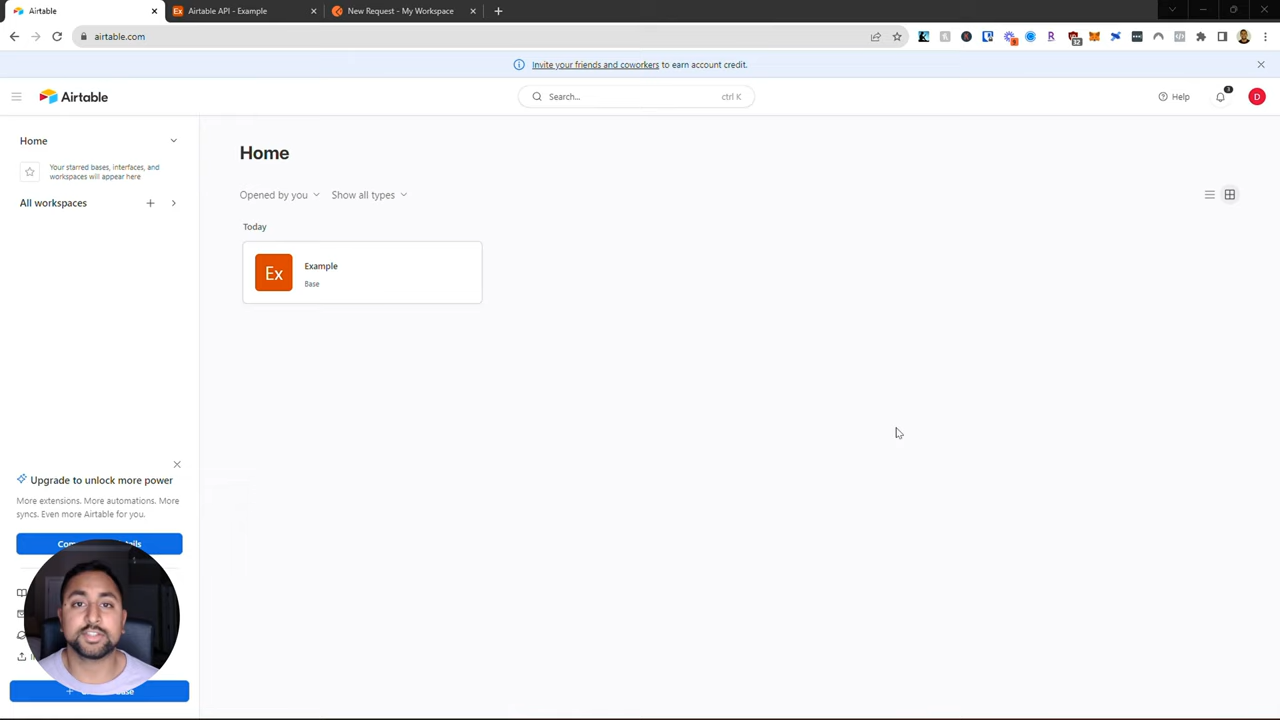 Airtable
Airtable API - Example
New Request - My Workspace
airtable.com
Invite your friends and coworkers to earn account credit.
Airtable
Search...
ctrl K
Help
D
Home
Your starred bases, interfaces, and
workspaces will appear here
All workspaces
Home
Opened by you
Show all types
Today
Ex
Example
Base
Upgrade to unlock more power
More extensions. More automations. More
syncs. Even more Airtable for you.